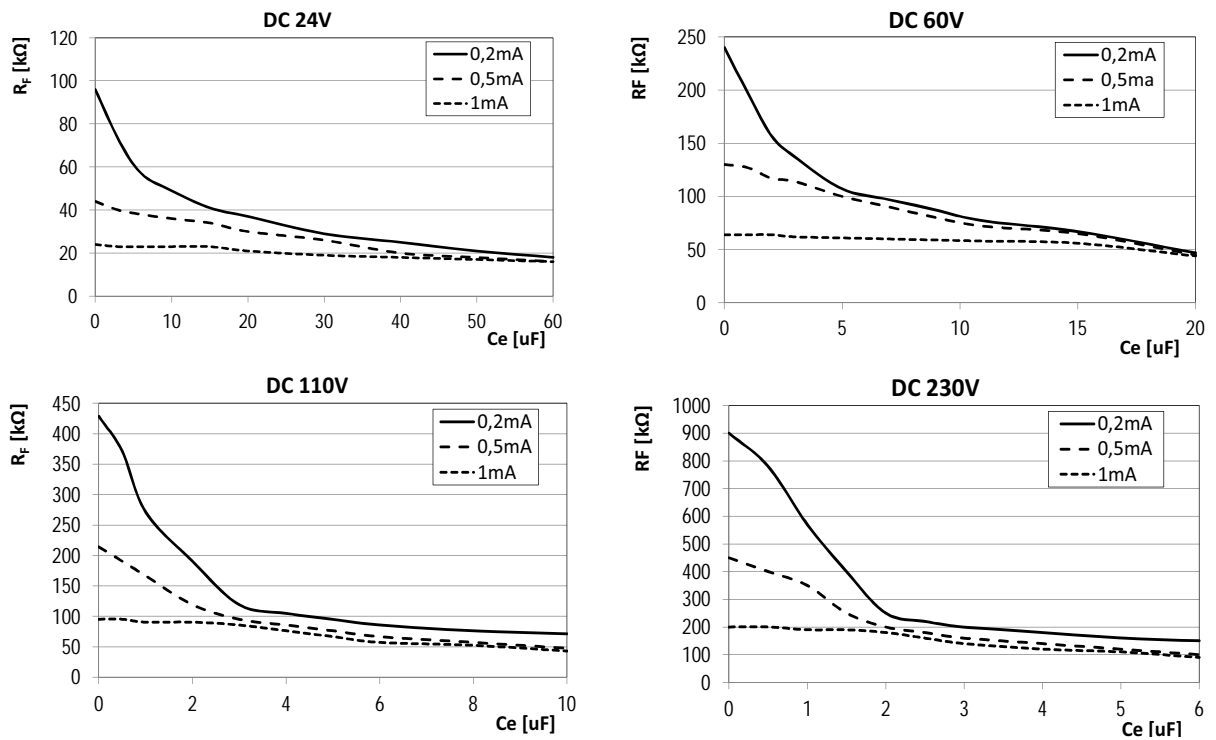 DC 24V
R_F [kΩ]
120
100
80
60
40
20
0
0,2mA
0,5mA
1mA
0 10 20 30 40 50 60
Ce [uF]
DC 60V
RF [kΩ]
250
200
150
100
50
0
0,2mA
0,5ma
1mA
0 5 10 15 20
Ce [uF]
DC 110V
R_F [kΩ]
450
400
350
300
250
200
150
100
50
0
0,2mA
0,5mA
1mA
0 2 4 6 8 10
Ce [uF]
DC 230V
RF [kΩ]
1000
900
800
700
600
500
400
300
200
100
0
0,2mA
0,5mA
1mA
0 1 2 3 4 5 6
Ce [uF]